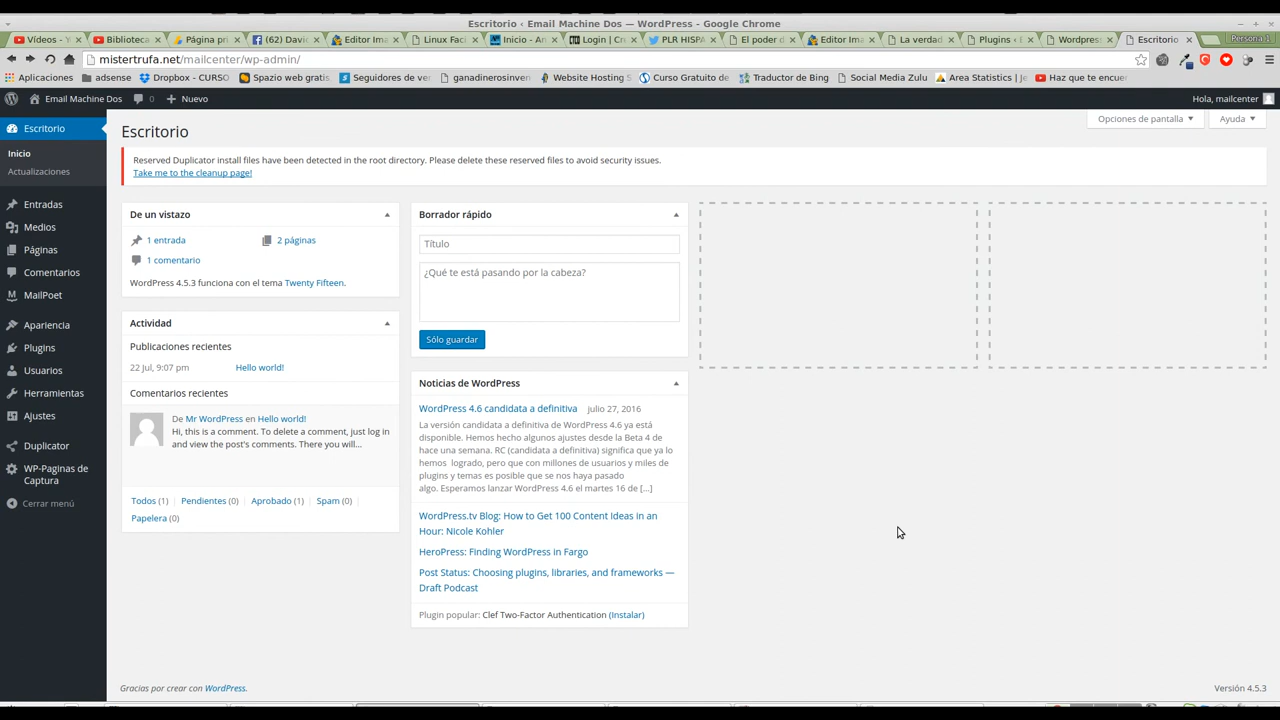 Escritorio ‹ Email Machine Dos — WordPress - Google Chrome
Vídeos - Y
Biblioteca
Página pri
(62) David
Editor Ima
Linux Faci
Inicio - An
Login | Cn
PLR HISPA
El poder d
Editor Ima
La verdad
Plugins ‹ 
Wordpress
Escritorio
Persona 1
mistertrufa.net/mailcenter/wp-admin/
Aplicaciones
adsense
Dropbox - CURSO
Spazio web gratis
Seguidores de ver
ganadinerosinver
Website Hosting S
Curso Gratuito de
Traductor de Bing
Social Media Zulu
Area Statistics | Je
Haz que te encue
Email Machine Dos
0
Nuevo
Hola, mailcenter
Escritorio
Inicio
Actualizaciones
Entradas
Medios
Páginas
Comentarios
MailPoet
Apariencia
Plugins
Usuarios
Herramientas
Ajustes
Duplicator
WP-Paginas de
Captura
Cerrar menú
Opciones de pantalla
Ayuda
Escritorio
Reserved Duplicator install files have been detected in the root directory. Please delete these reserved files to avoid security issues.
Take me to the cleanup page!
De un vistazo
1 entrada
2 páginas
1 comentario
WordPress 4.5.3 funciona con el tema Twenty Fifteen.
Actividad
Publicaciones recientes
22 Jul, 9:07 pm
Hello world!
Comentarios recientes
De Mr WordPress en Hello world!
Hi, this is a comment. To delete a comment, just log in
and view the post's comments. There you will...
Todos (1) | Pendientes (0) | Aprobado (1) | Spam (0) |
Papelera (0)
Borrador rápido
Título
¿Qué te está pasando por la cabeza?
Sólo guardar
Noticias de WordPress
WordPress 4.6 candidata a definitiva julio 27, 2016
La versión candidata a definitiva de WordPress 4.6 ya está
disponible. Hemos hecho algunos ajustes desde la Beta 4 de
hace una semana. RC (candidata a definitiva) significa que ya lo
hemos logrado, pero que con millones de usuarios y miles de
plugins y temas es posible que se nos haya pasado
algo. Esperamos lanzar WordPress 4.6 el martes 16 de [...]
WordPress.tv Blog: How to Get 100 Content Ideas in an
Hour: Nicole Kohler
HeroPress: Finding WordPress in Fargo
Post Status: Choosing plugins, libraries, and frameworks —
Draft Podcast
Plugin popular: Clef Two-Factor Authentication (Instalar)
Gracias por crear con WordPress.
Versión 4.5.3